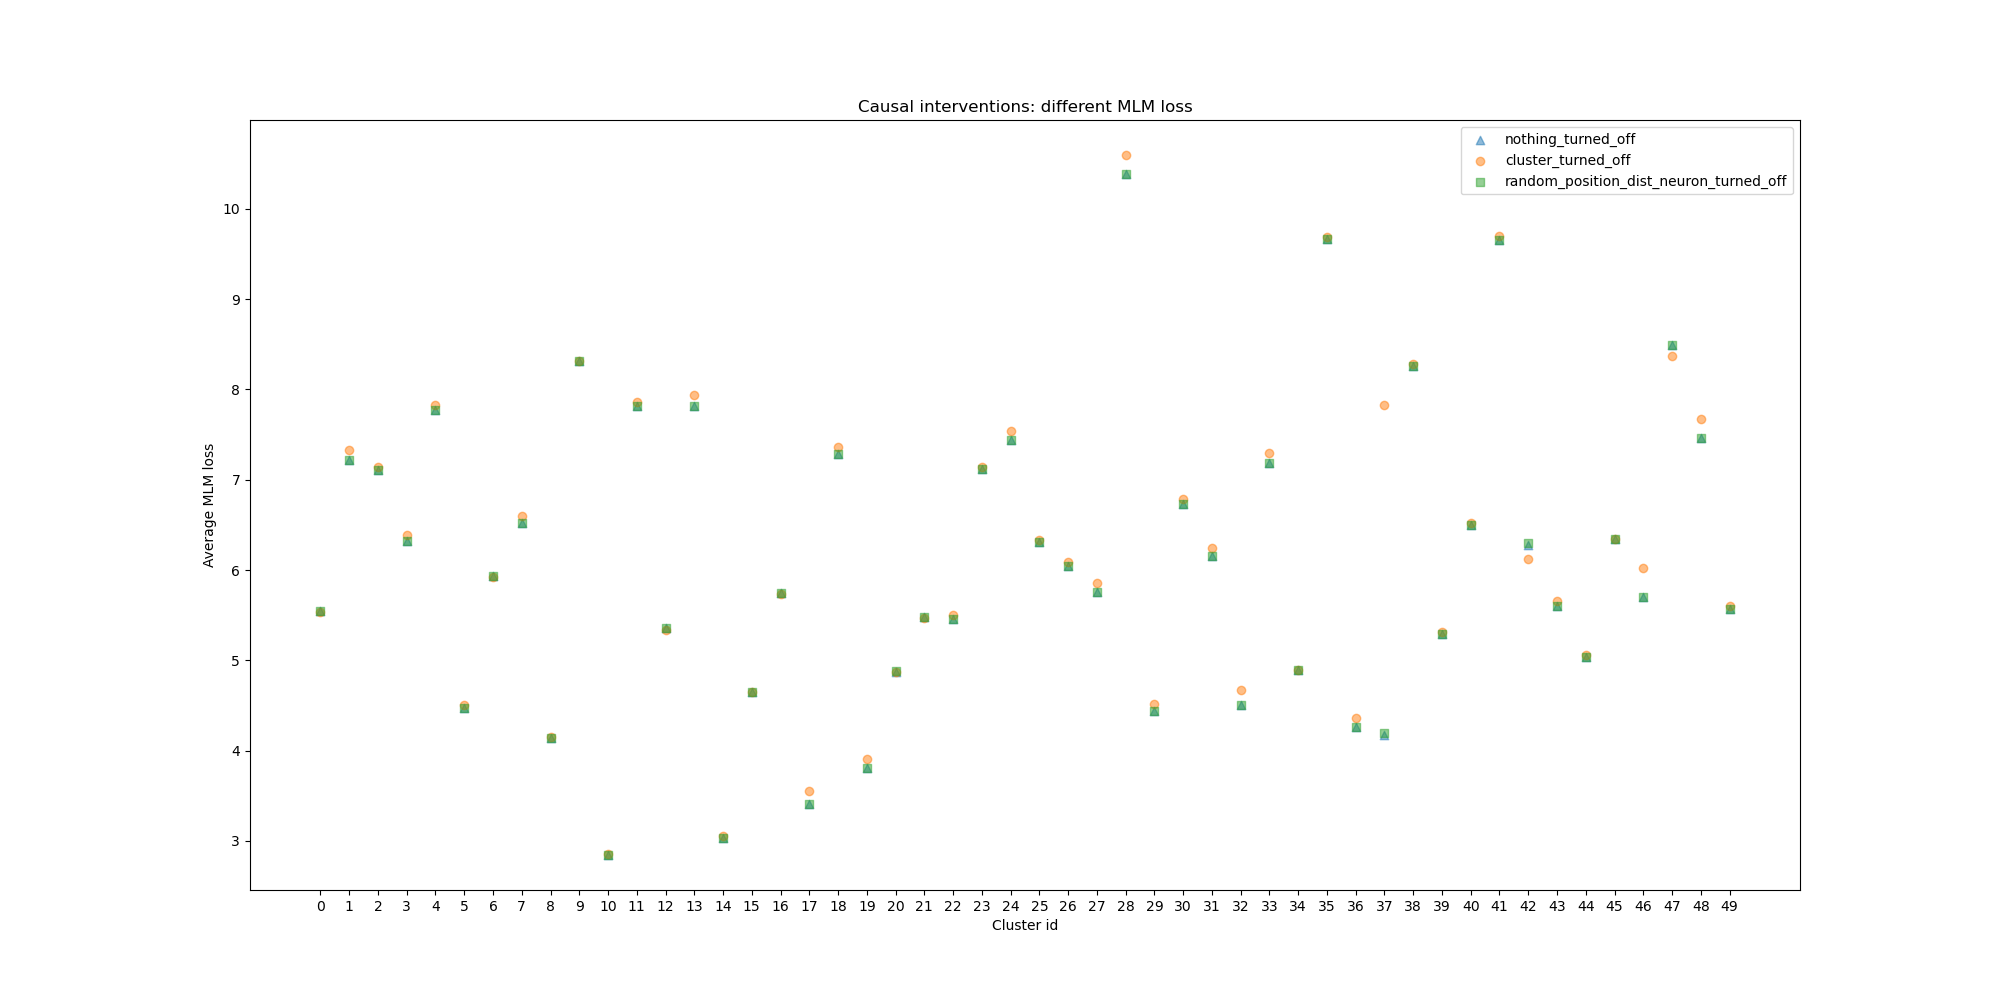 Causal interventions: different MLM loss
nothing_turned_off
cluster_turned_off
random_position_dist_neuron_turned_off
Average MLM loss
10
9
8
7
6
5
4
3
0 1 2 3 4 5 6 7 8 9 10 11 12 13 14 15 16 17 18 19 20 21 22 23 24 25 26 27 28 29 30 31 32 33 34 35 36 37 38 39 40 41 42 43 44 45 46 47 48 49
Cluster id